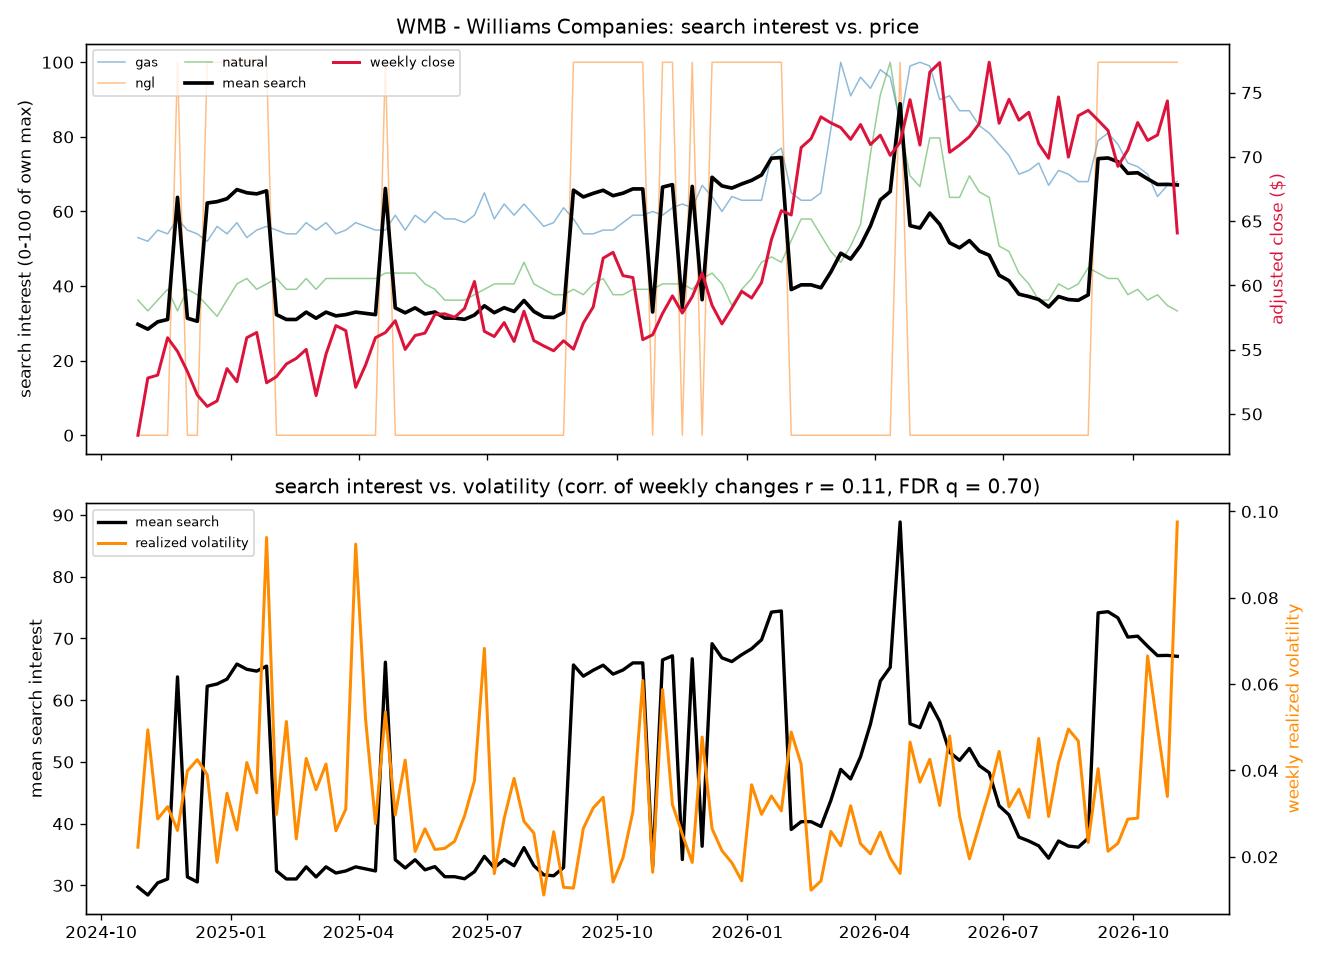 WMB - Williams Companies: search interest vs. price
gas
ngl
natural
mean search
weekly close
100
80
60
40
20
0
search interest (0-100 of own max)
75
70
65
60
55
50
adjusted close ($)
search interest vs. volatility (corr. of weekly changes r = 0.11, FDR q = 0.70)
mean search
realized volatility
90
80
70
60
50
40
30
mean search interest
0.10
0.08
0.06
0.04
0.02
weekly realized volatility
2024-10
2025-01
2025-04
2025-07
2025-10
2026-01
2026-04
2026-07
2026-10